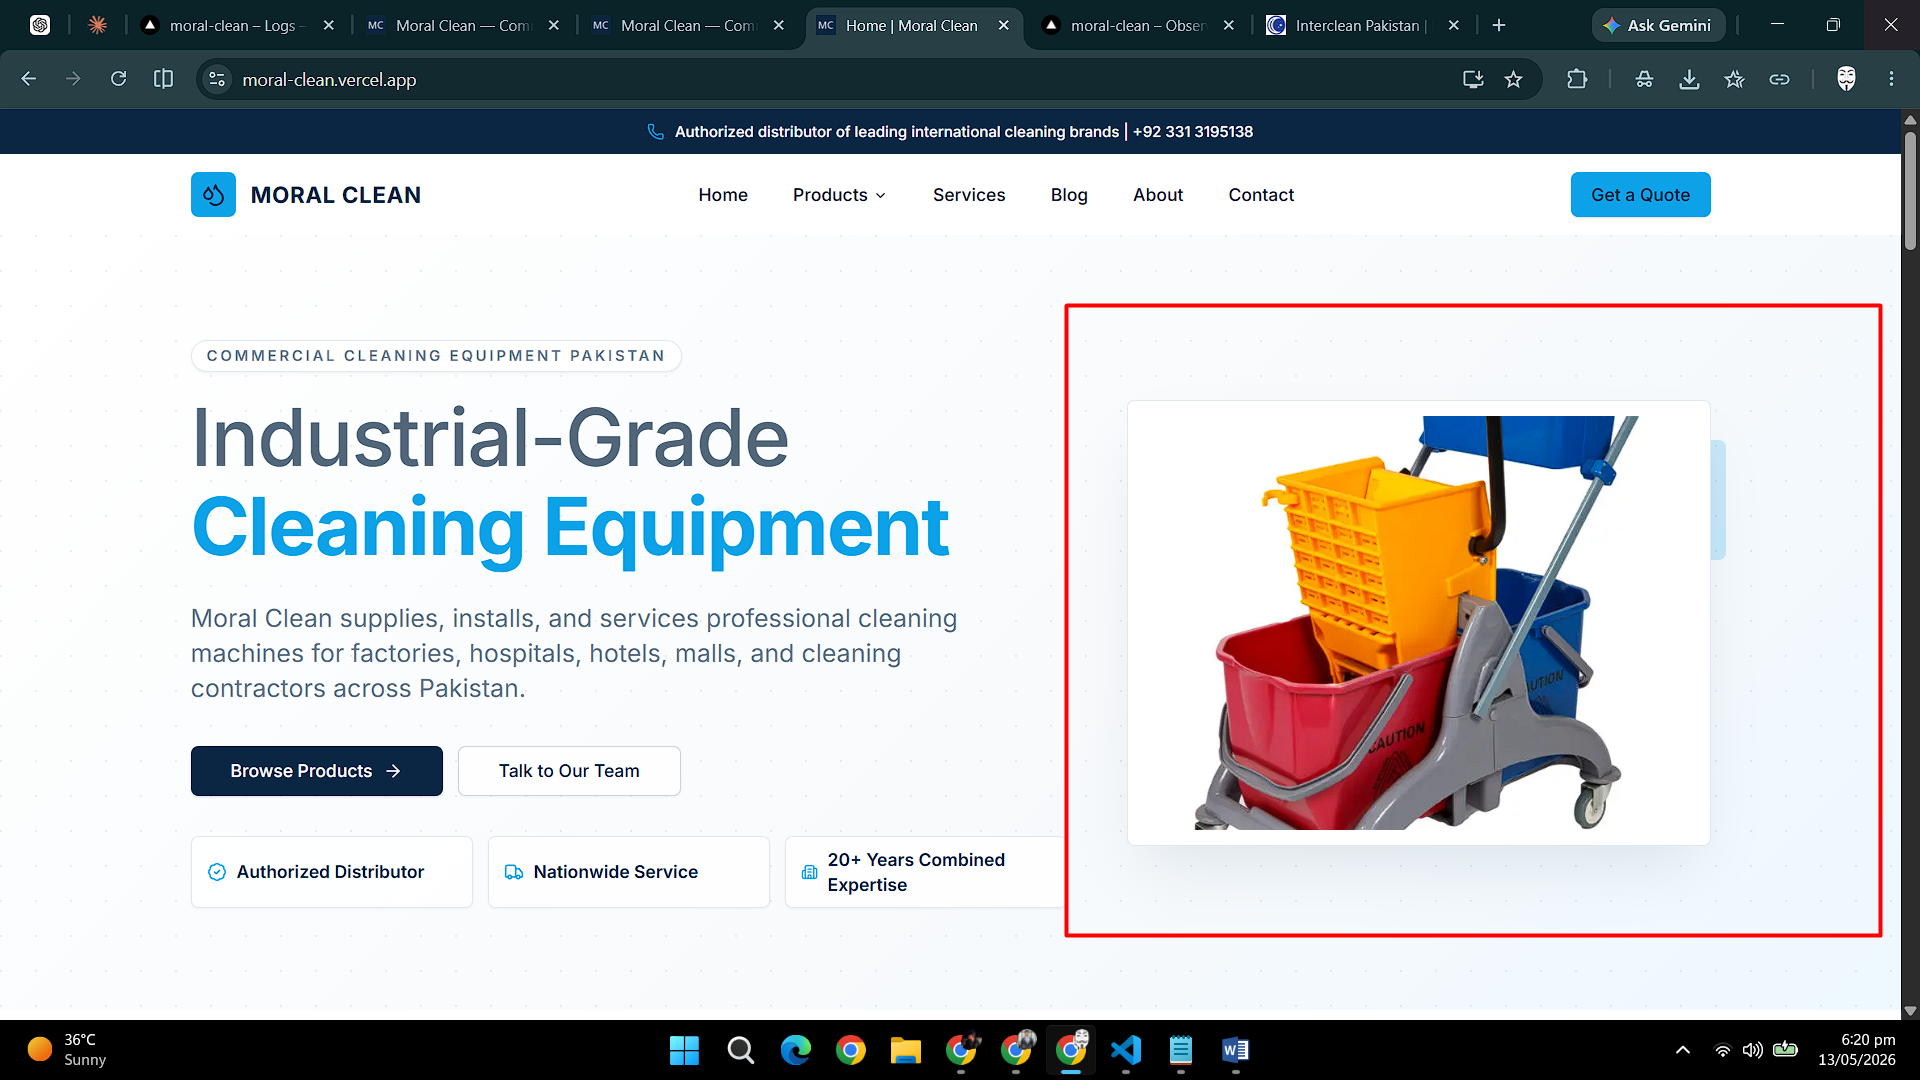 moral-clean – Logs -
Moral Clean — Com
Moral Clean — Com
Home | Moral Clean
moral-clean – Obser
Interclean Pakistan |
Ask Gemini
moral-clean.vercel.app
Authorized distributor of leading international cleaning brands | +92 331 3195138
MORAL CLEAN
Home
Products
Services
Blog
About
Contact
Get a Quote
COMMERCIAL CLEANING EQUIPMENT PAKISTAN
Industrial-Grade
Cleaning Equipment
Moral Clean supplies, installs, and services professional cleaning
machines for factories, hospitals, hotels, malls, and cleaning
contractors across Pakistan.
Browse Products
Talk to Our Team
Authorized Distributor
Nationwide Service
20+ Years Combined
Expertise
CAUTION
CAUTION
36°C
Sunny
6:20 pm
13/05/2026